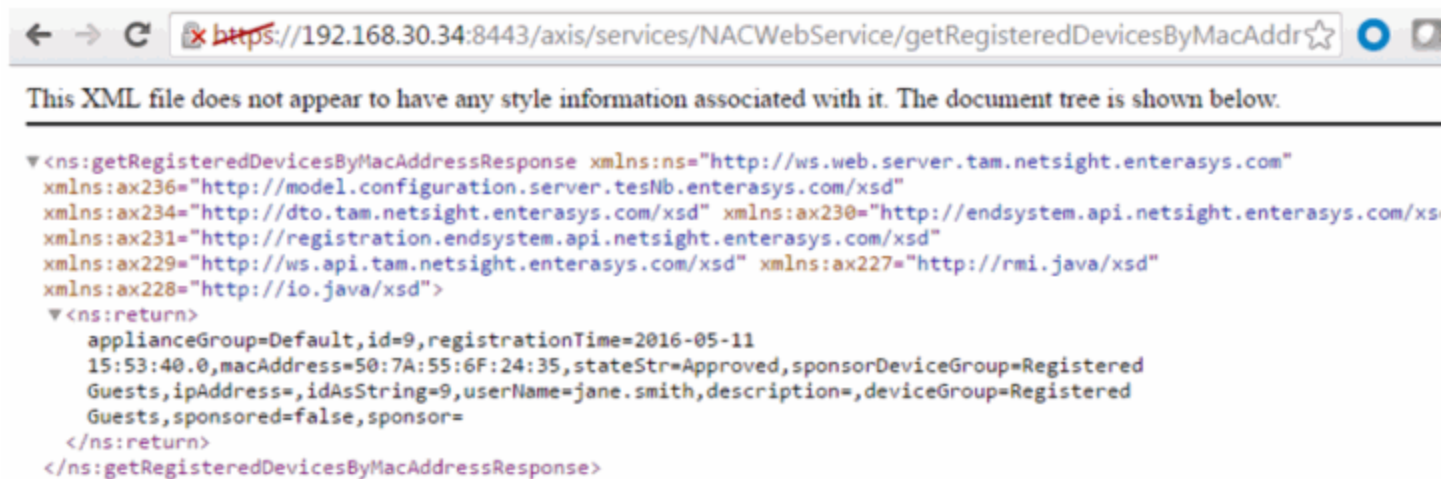 https://192.168.30.34:8443/axis/services/NACWebService/getRegisteredDevicesByMacAddr
This XML file does not appear to have any style information associated with it. The document tree is shown below.
▼<ns:getRegisteredDevicesByMacAddressResponse xmlns:ns="http://ws.web.server.tam.netsight.enterasys.com"
xmlns:ax236="http://model.configuration.server.tesNb.enterasys.com/xsd"
xmlns:ax234="http://dto.tam.netsight.enterasys.com/xsd" xmlns:ax230="http://endsystem.api.netsight.enterasys.com/xs
xmlns:ax231="http://registration.endsystem.api.netsight.enterasys.com/xsd"
xmlns:ax229="http://ws.api.tam.netsight.enterasys.com/xsd" xmlns:ax227="http://rmi.java/xsd"
xmlns:ax228="http://io.java/xsd">
▼<ns:return>
applianceGroup=Default,id=9,registrationTime=2016-05-11
15:53:40.0,macAddress=50:7A:55:6F:24:35,stateStr=Approved,sponsorDeviceGroup=Registered
Guests,ipAddress=,idAsString=9,userName=jane.smith,description=,deviceGroup=Registered
Guests,sponsored=false,sponsor=
</ns:return>
</ns:getRegisteredDevicesByMacAddressResponse>